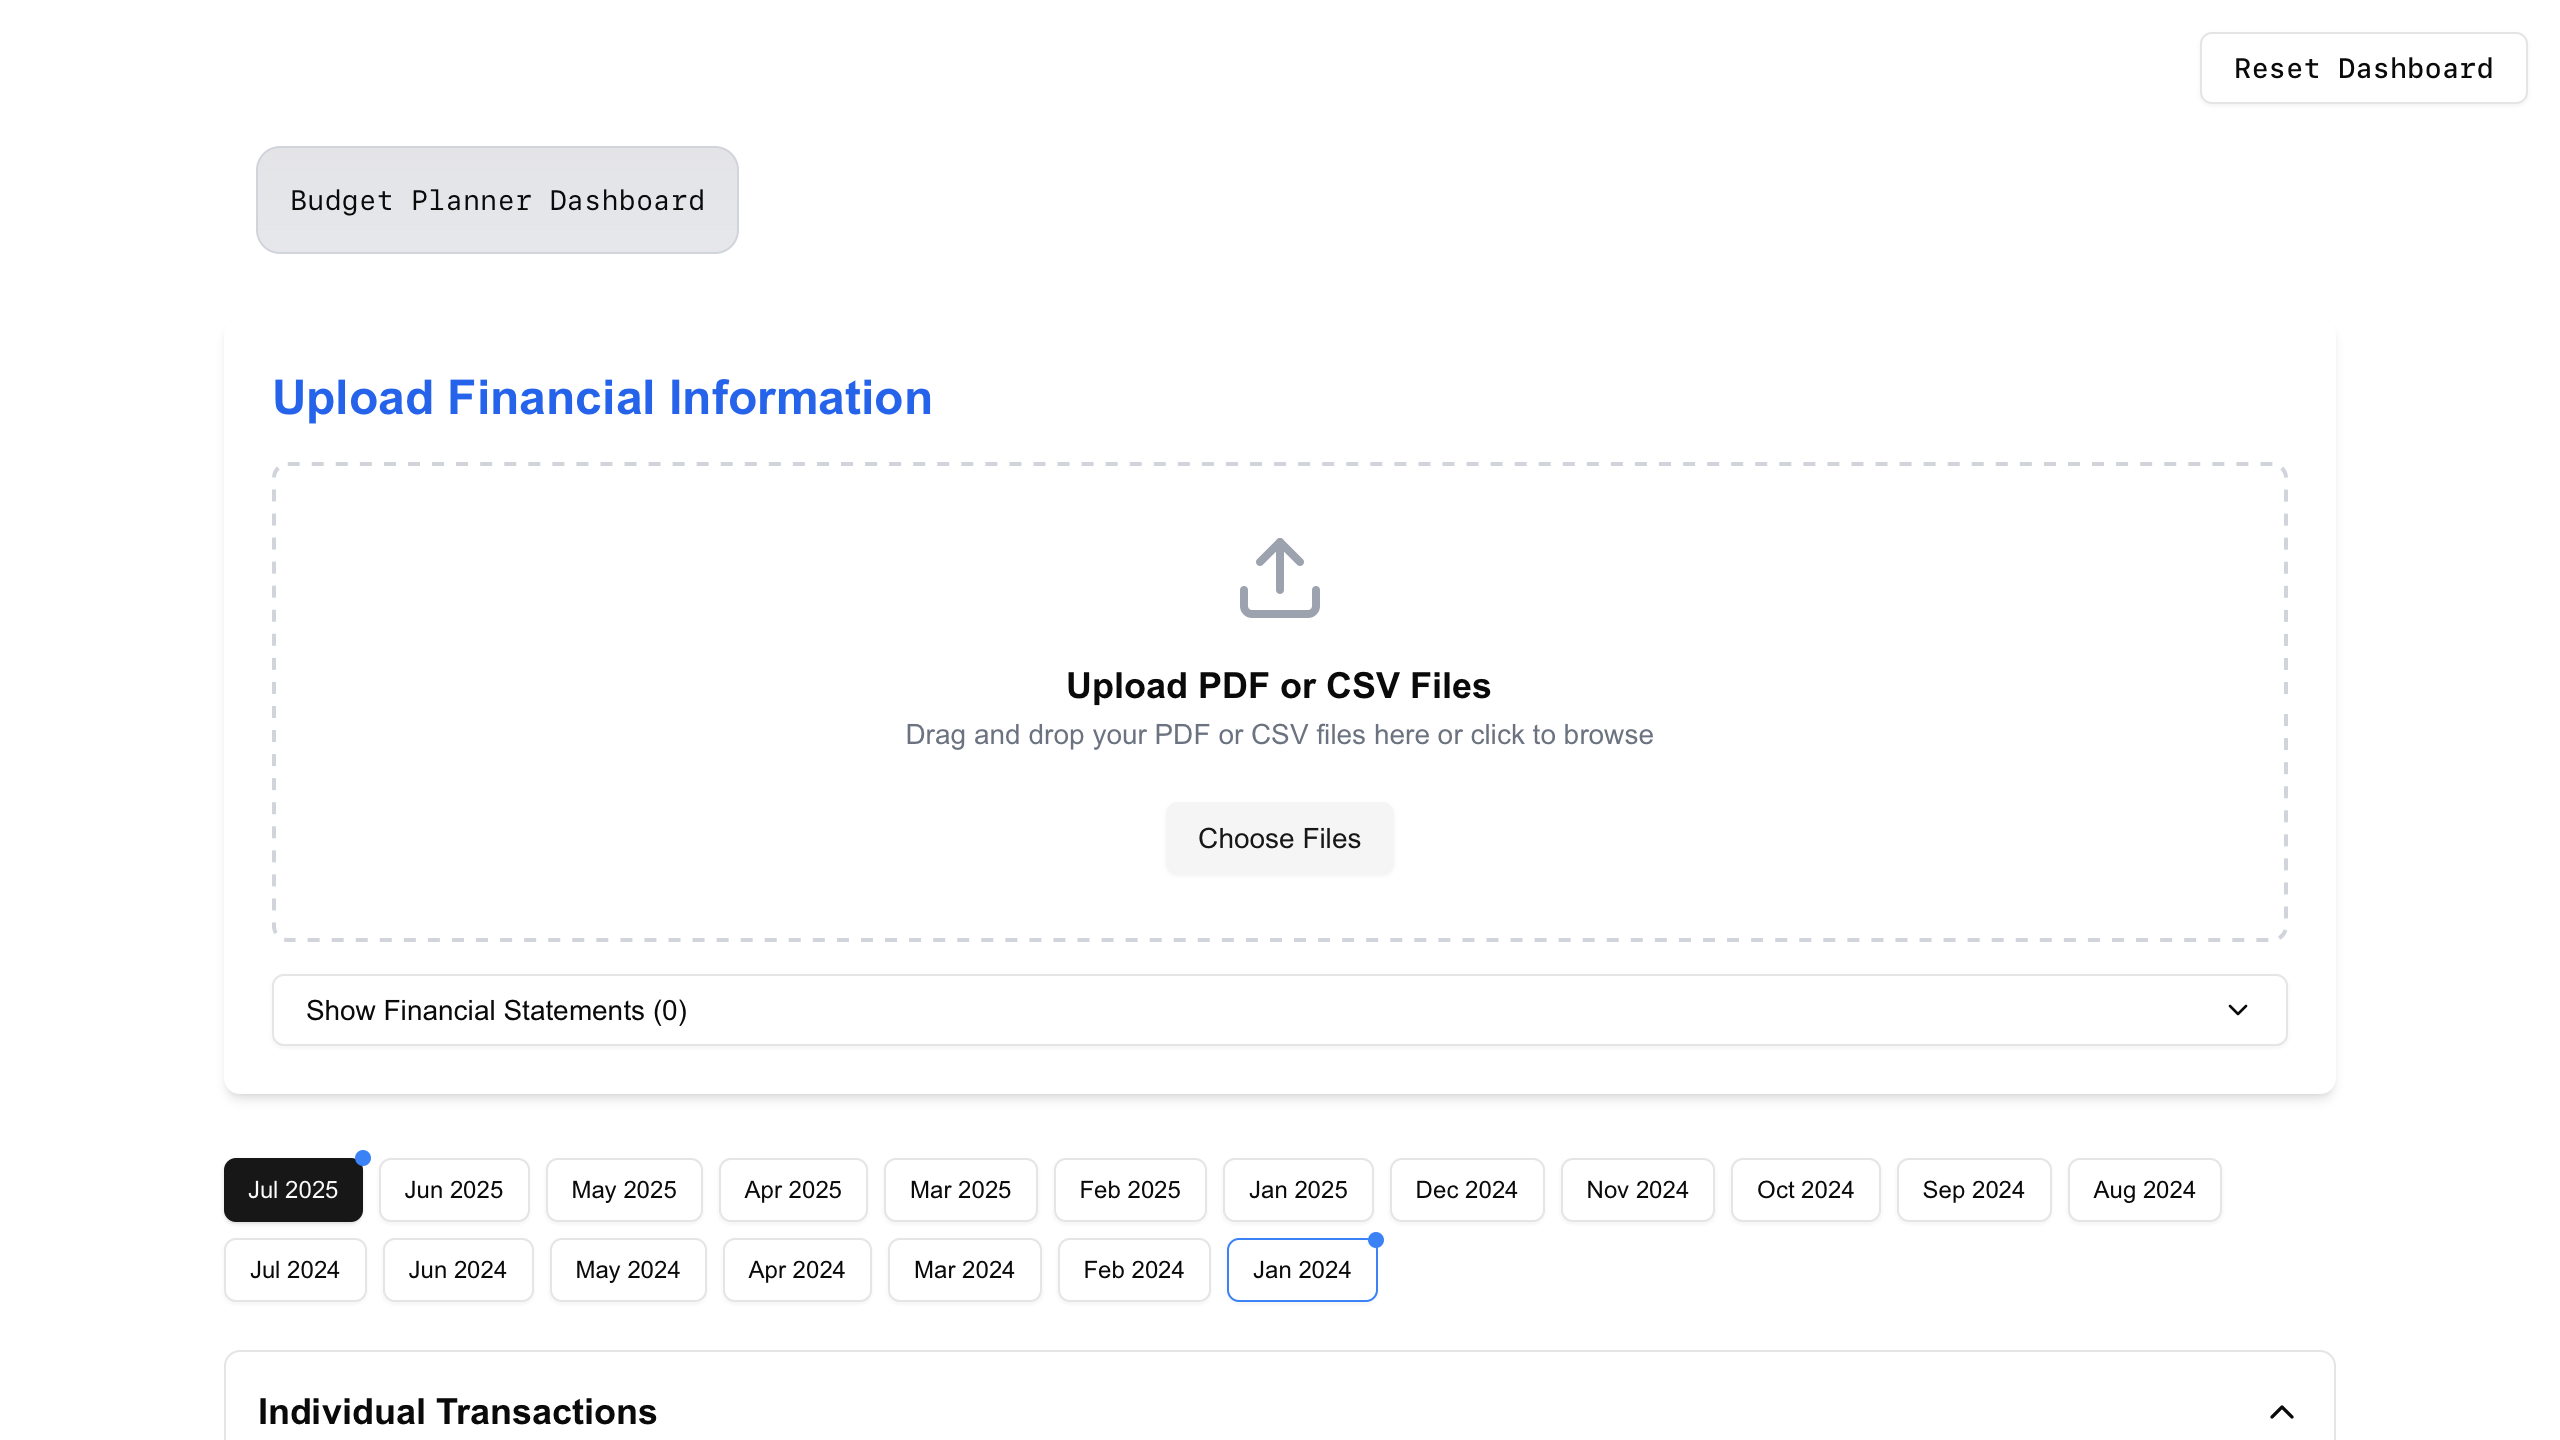 Reset Dashboard
Budget Planner Dashboard
Upload Financial Information
Upload PDF or CSV Files
Drag and drop your PDF or CSV files here or click to browse
Choose Files
Show Financial Statements (0)
Jul 2025 Jun 2025 May 2025 Apr 2025 Mar 2025 Feb 2025 Jan 2025 Dec 2024 Nov 2024 Oct 2024 Sep 2024 Aug 2024
Jul 2024 Jun 2024 May 2024 Apr 2024 Mar 2024 Feb 2024 Jan 2024
Individual Transactions